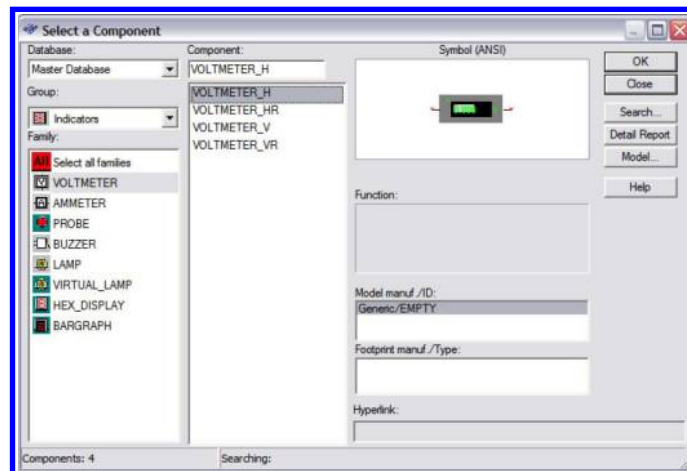 Select a Component
Database:
Master Database
Group:
Indicators
Family:
All Select all families
VOLTMETER
AMMETER
PROBE
BUZZER
LAMP
VIRTUAL_LAMP
HEX_DISPLAY
BARGRAPH
Component:
VOLTMETER_H
VOLTMETER_H
VOLTMETER_HR
VOLTMETER_V
VOLTMETER_VR
Symbol (ANSI)
Function:
Model manuf./ID:
Generic/EMPTY
Footprint manuf./Type:
Hyperlink:
OK
Close
Search...
Detail Report
Model...
Help
Components: 4
Searching: